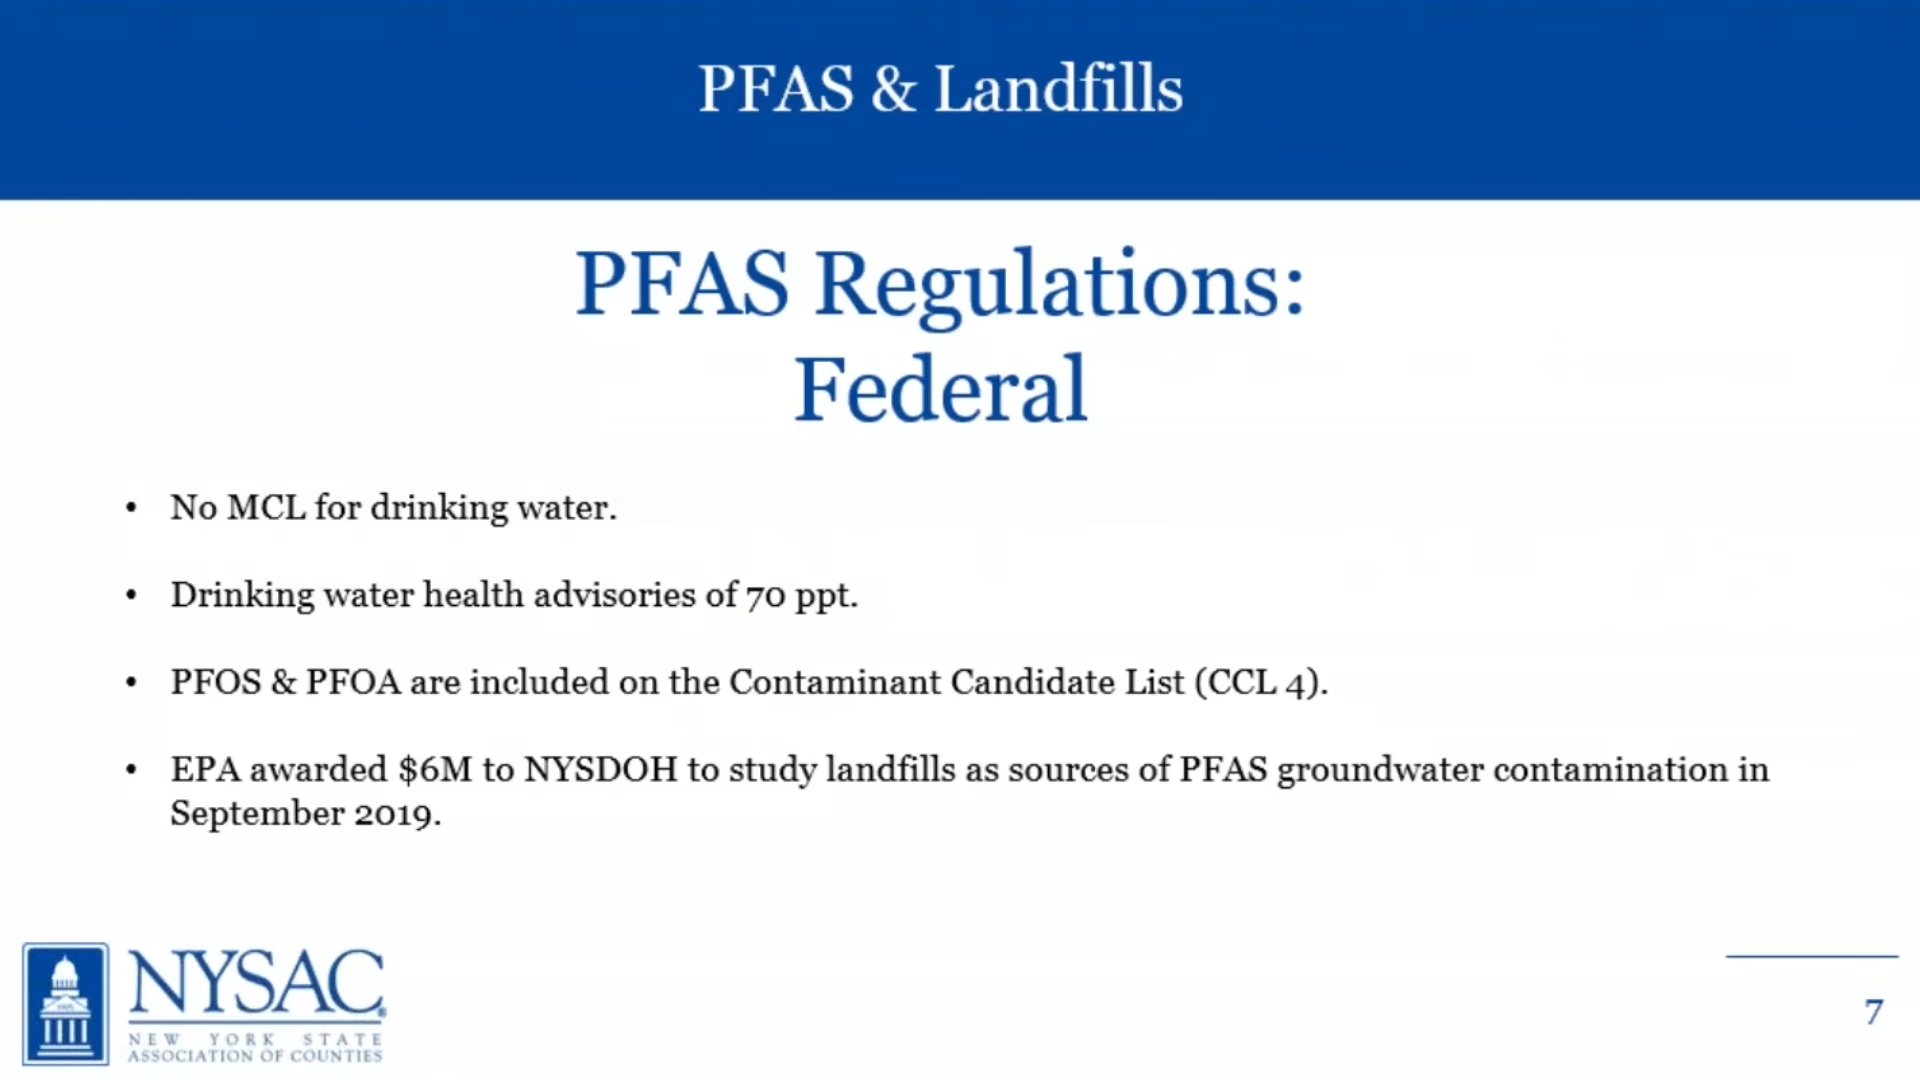 PFAS & Landfills
PFAS Regulations:
Federal
• No MCL for drinking water.
• Drinking water health advisories of 70 ppt.
• PFOS & PFOA are included on the Contaminant Candidate List (CCL 4).
• EPA awarded $6M to NYSDOH to study landfills as sources of PFAS groundwater contamination in
September 2019.
NYSAC®
NEW YORK STATE
ASSOCIATION OF COUNTIES
7